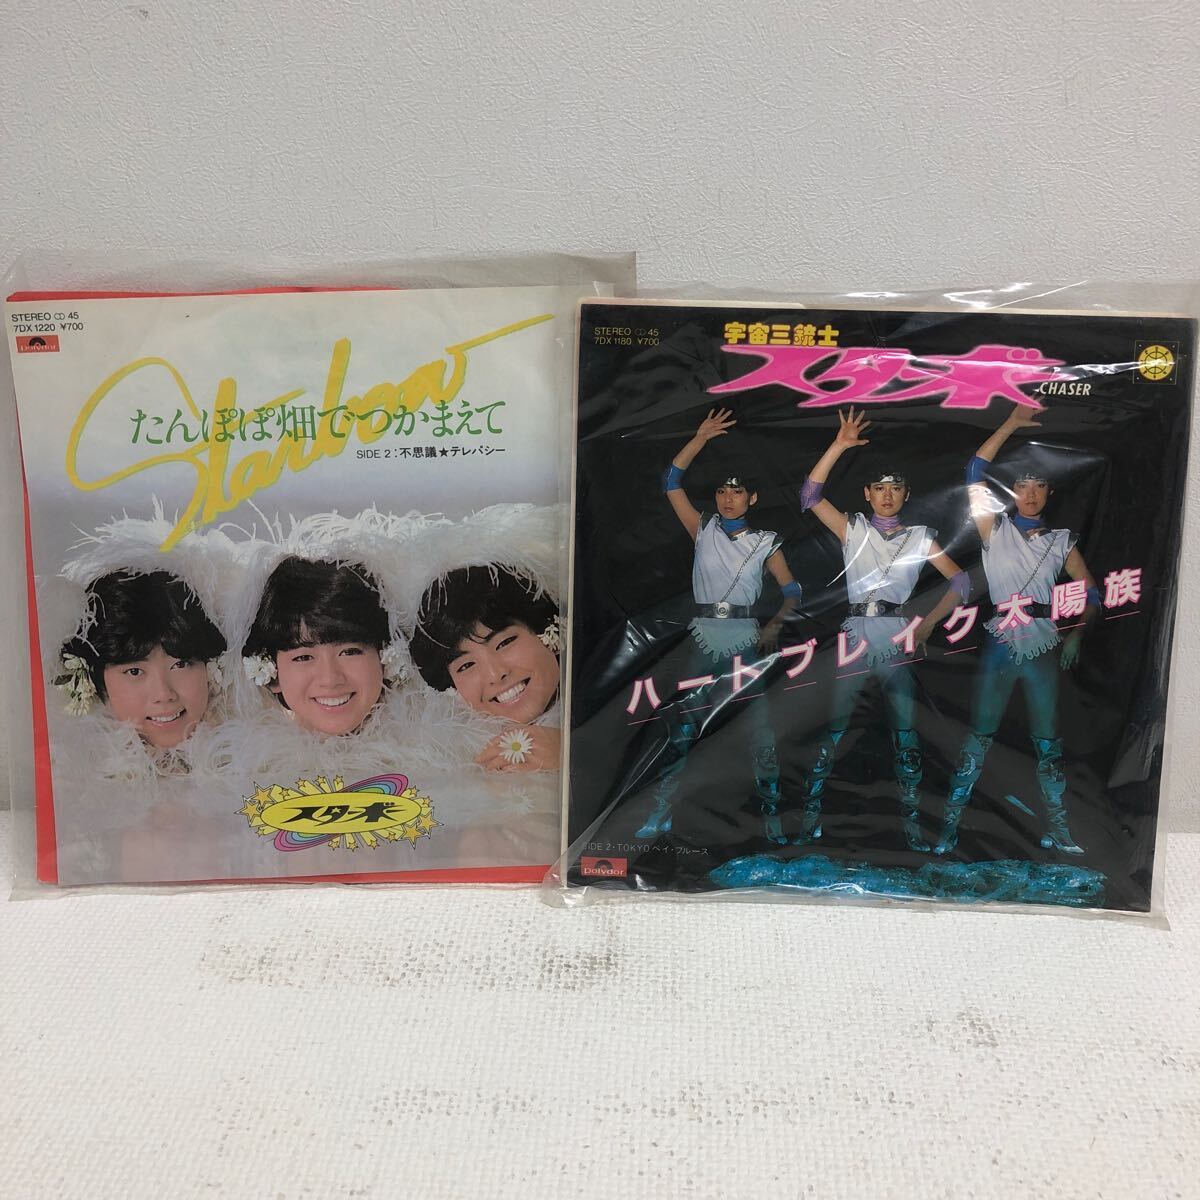 STEREO ○○ 45
7DX 1220 ¥700
polydor
Starbow
たんぽぽ畑でつかまえて
SIDE 2：不思議★テレパシー
スターボー
STEREO ○○ 45
7DX 1180 ¥700
宇宙三銃士
スターボー
CHASER
ハートブレイク太陽族
SIDE 2・TOKYOベイ・ブルース
polydor